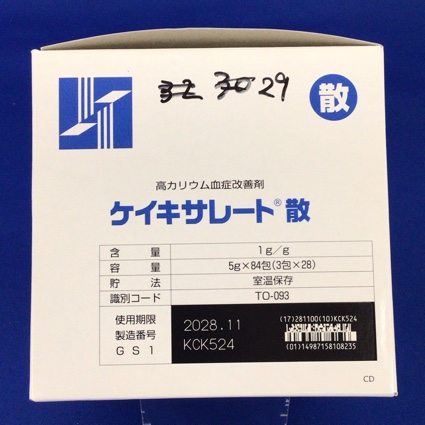 32 30 29
散
高カリウム血症改善剤
ケイキサレート®散
含量 1g/g
容量 5g×84包(3包×28)
貯法 室温保存
識別コード TO-093
使用期限 2028.11
製造番号 KCK524
GS1
(17)281100(10)KCK524
(01)14987158108235
CD